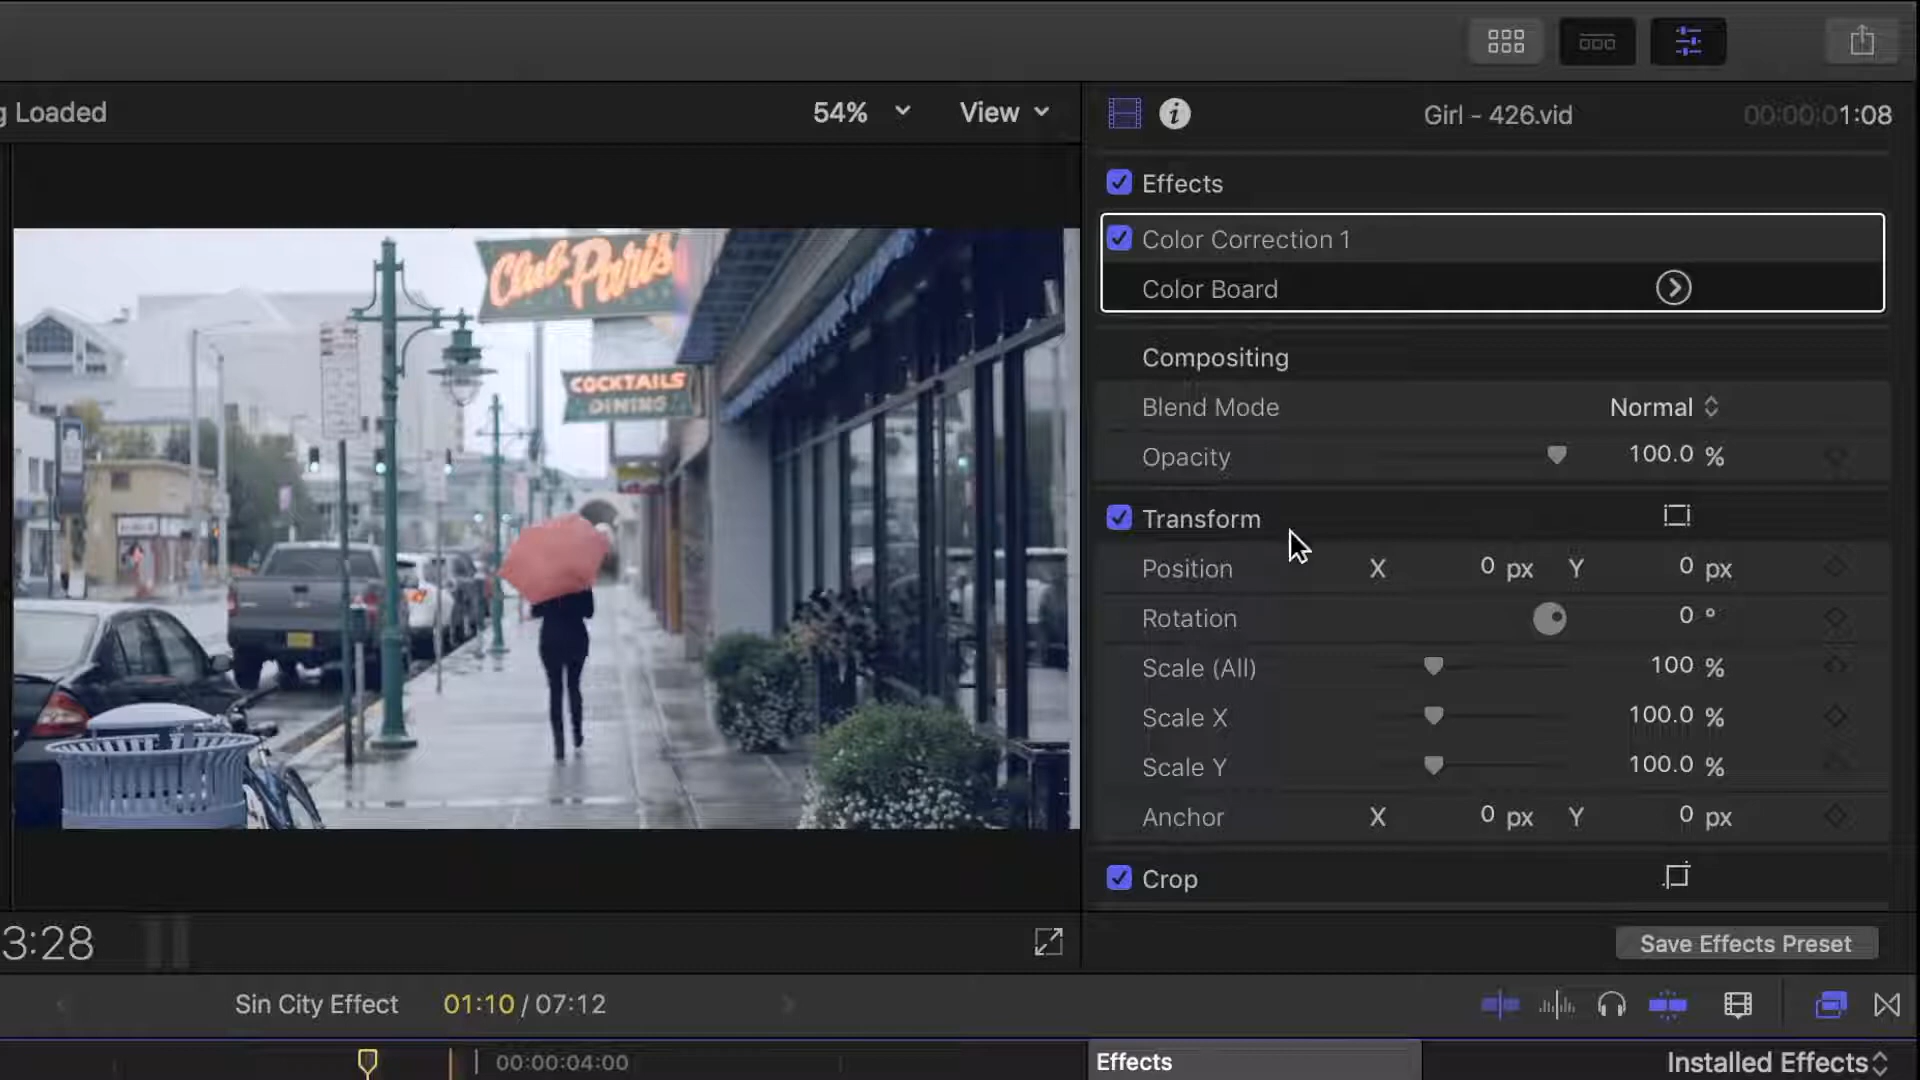 g Loaded
54%
View
Girl - 426.vid
00:00:01:08
Effects
Color Correction 1
Color Board
Compositing
Blend Mode
Normal
Opacity
100.0 %
Transform
Position X 0 px Y 0 px
Rotation 0 °
Scale (All) 100 %
Scale X 100.0 %
Scale Y 100.0 %
Anchor X 0 px Y 0 px
Crop
Save Effects Preset
Club Paris
COCKTAILS
DINING
3:28
Sin City Effect
01:10 / 07:12
00:00:04:00
Effects
Installed Effects